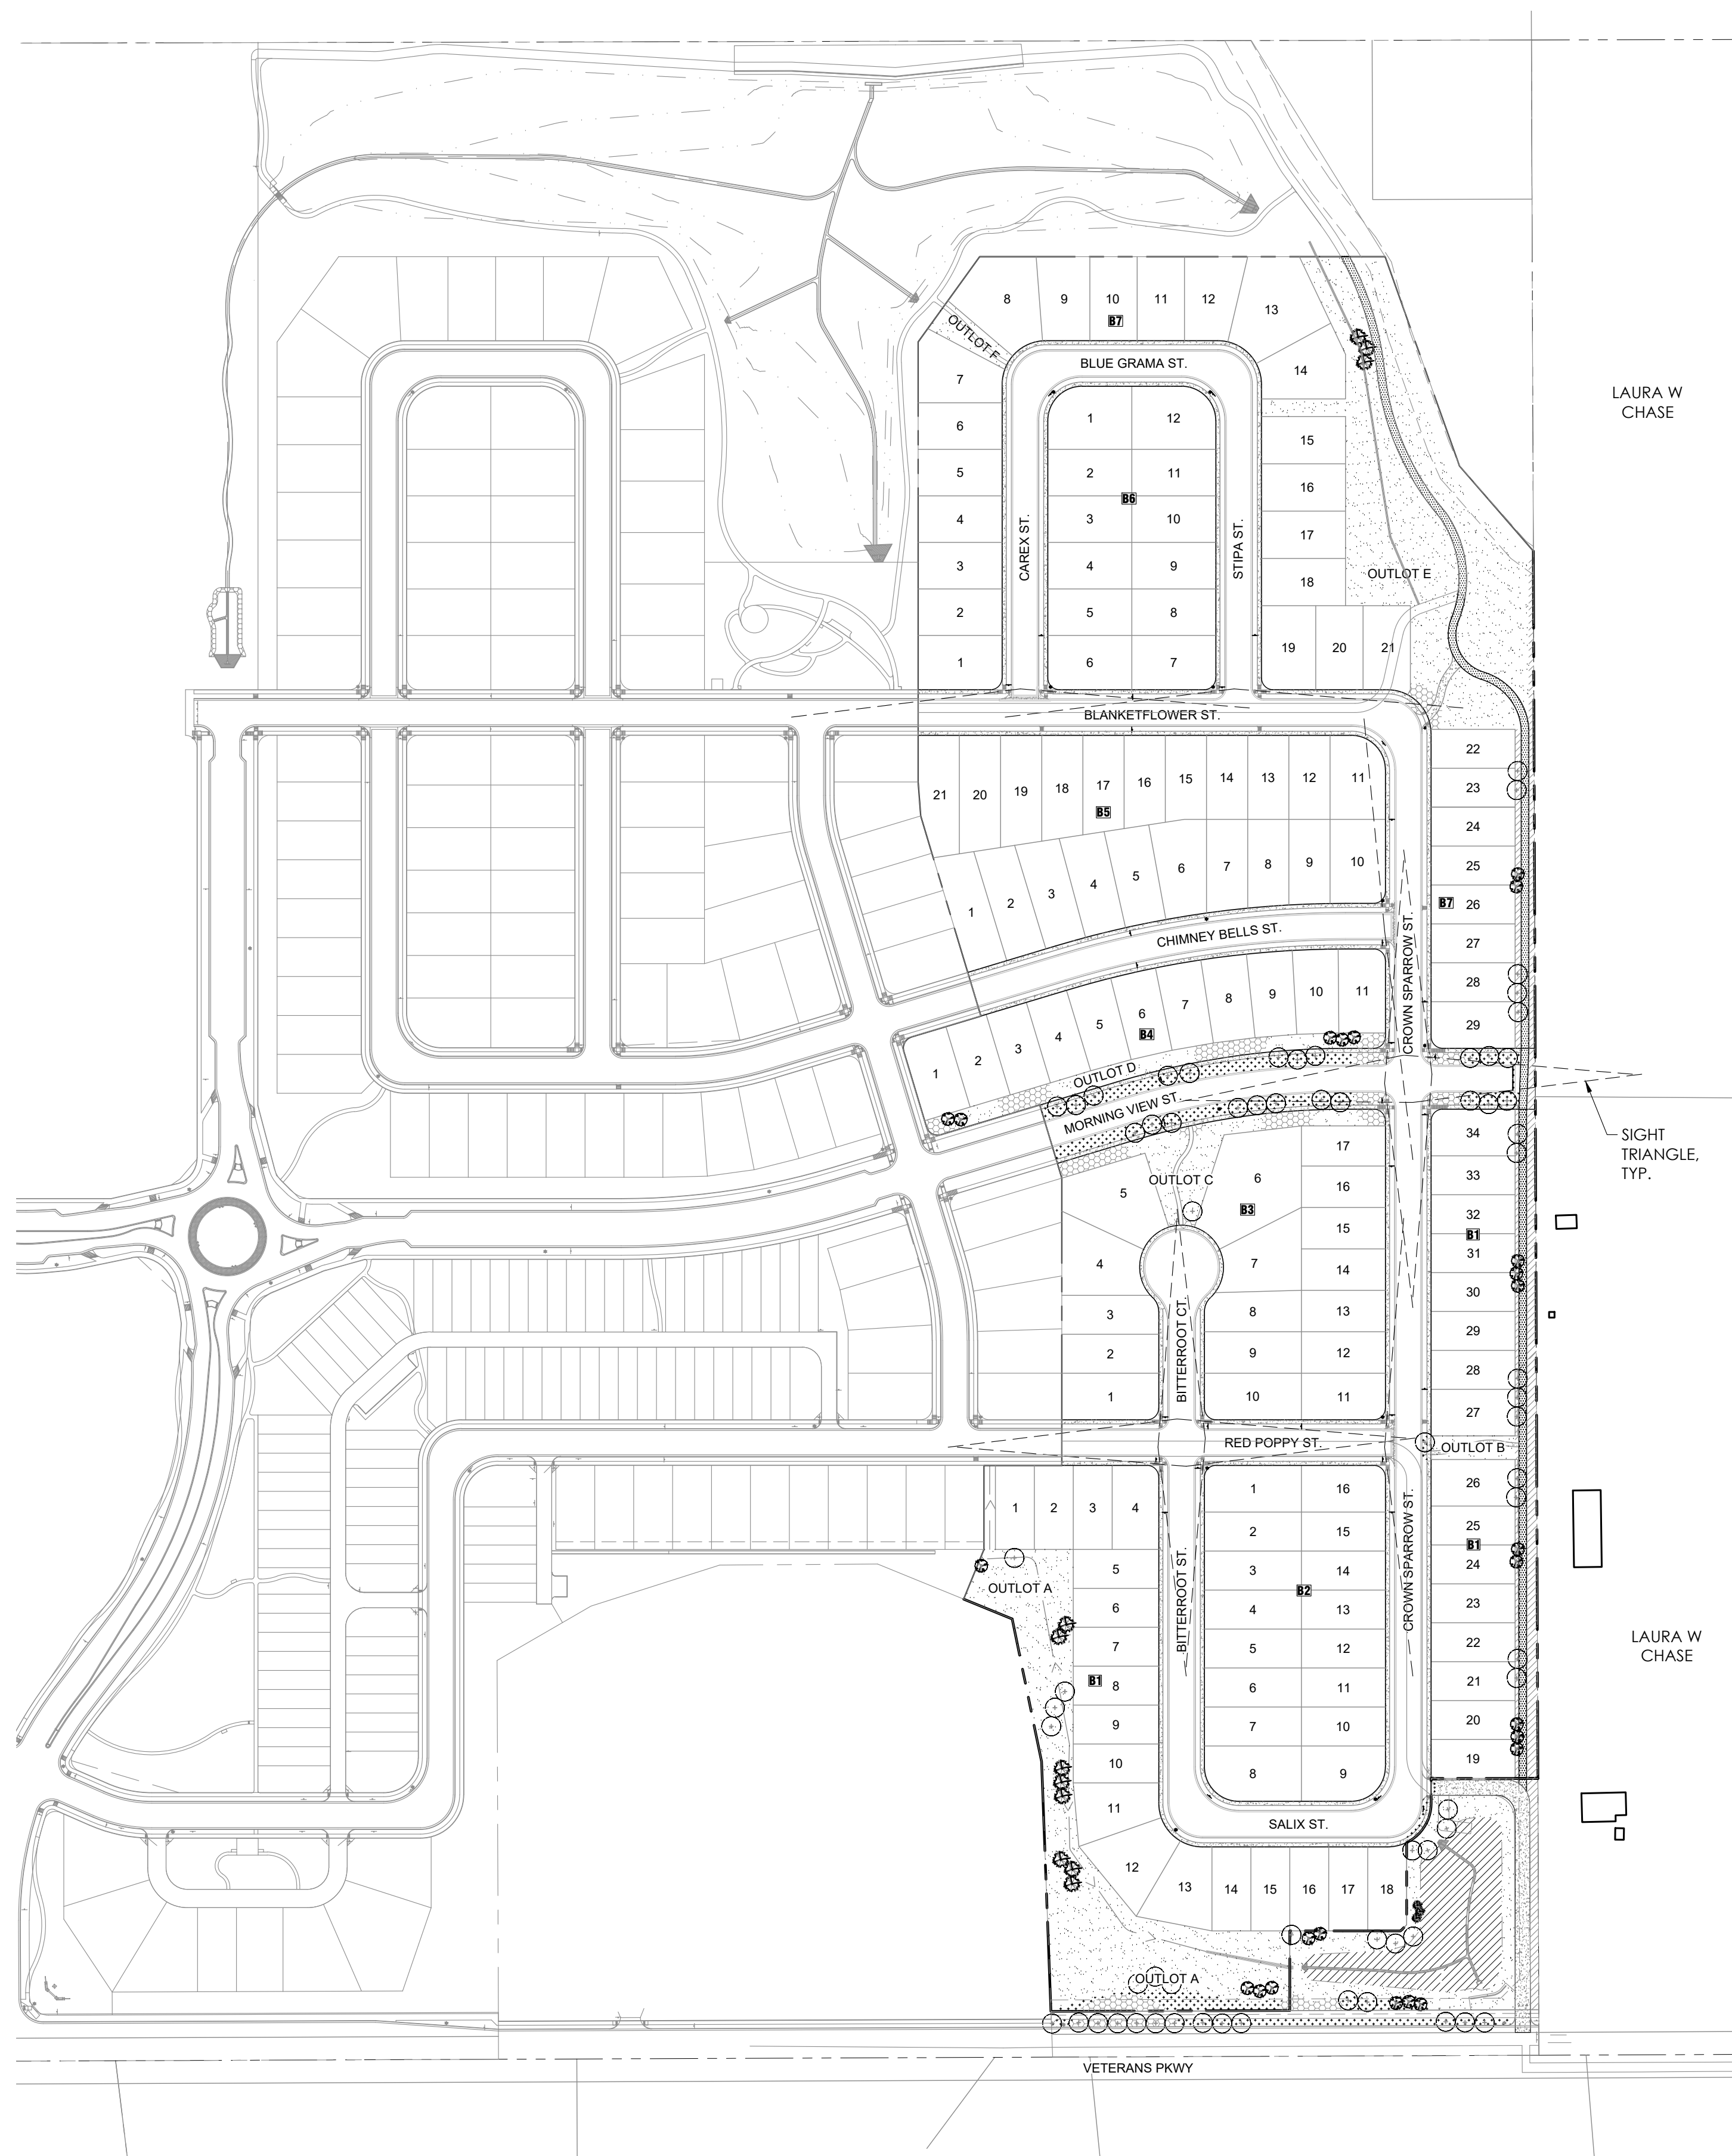 8 9 10 11 12 13
B7
OUTLOT F
BLUE GRAMA ST.
7
14
6
5
4
3
2
1
1 12
2 11
B6
3 10
4 9
5 8
6 7
CAREX ST.
STIPA ST.
15
16
17
18
OUTLOT E
19 20 21
LAURA W
CHASE
BLANKETFLOWER ST.
21 20 19 18 17 16 15 14 13 12 11
B5
1 2 3 4 5 6 7 8 9 10
22
23
24
25
B7 26
27
28
29
CHIMNEY BELLS ST.
CROWN SPARROW ST.
1 2 3 4 5 6 7 8 9 10 11
B4
OUTLOT D
MORNING VIEW ST.
SIGHT
TRIANGLE,
TYP.
OUTLOT C
5
6
B3
4
7
3
8
2
9
1
10
17
16
15
14
13
12
11
BITTERROOT CT.
34
33
32
B1
31
30
29
28
27
RED POPPY ST.
OUTLOT B
1 2 3 4
OUTLOT A
5
6
7
B1
8
9
10
11
12
13 14 15 16 17 18
BITTERROOT ST.
1 16
2 15
3 14
B2
4 13
5 12
6 11
7 10
8 9
CROWN SPARROW ST.
26
25
B1
24
23
22
21
20
19
LAURA W
CHASE
SALIX ST.
OUTLOT A
VETERANS PKWY